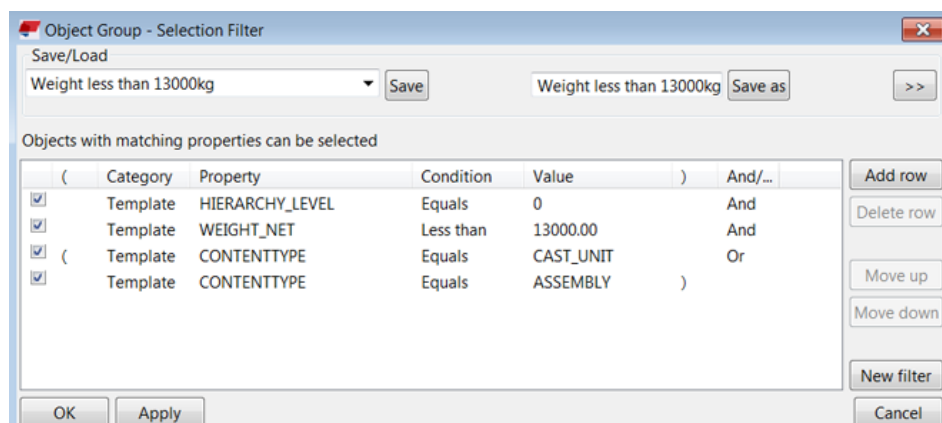 Object Group - Selection Filter
Save/Load
Weight less than 13000kg Save Weight less than 13000kg Save as >>
Objects with matching properties can be selected
( Category Property Condition Value ) And/... Add row
Template HIERARCHY_LEVEL Equals 0 And
Delete row
Template WEIGHT_NET Less than 13000.00 And
( Template CONTENTTYPE Equals CAST_UNIT Or
Template CONTENTTYPE Equals ASSEMBLY )
Move up
Move down
New filter
OK Apply Cancel